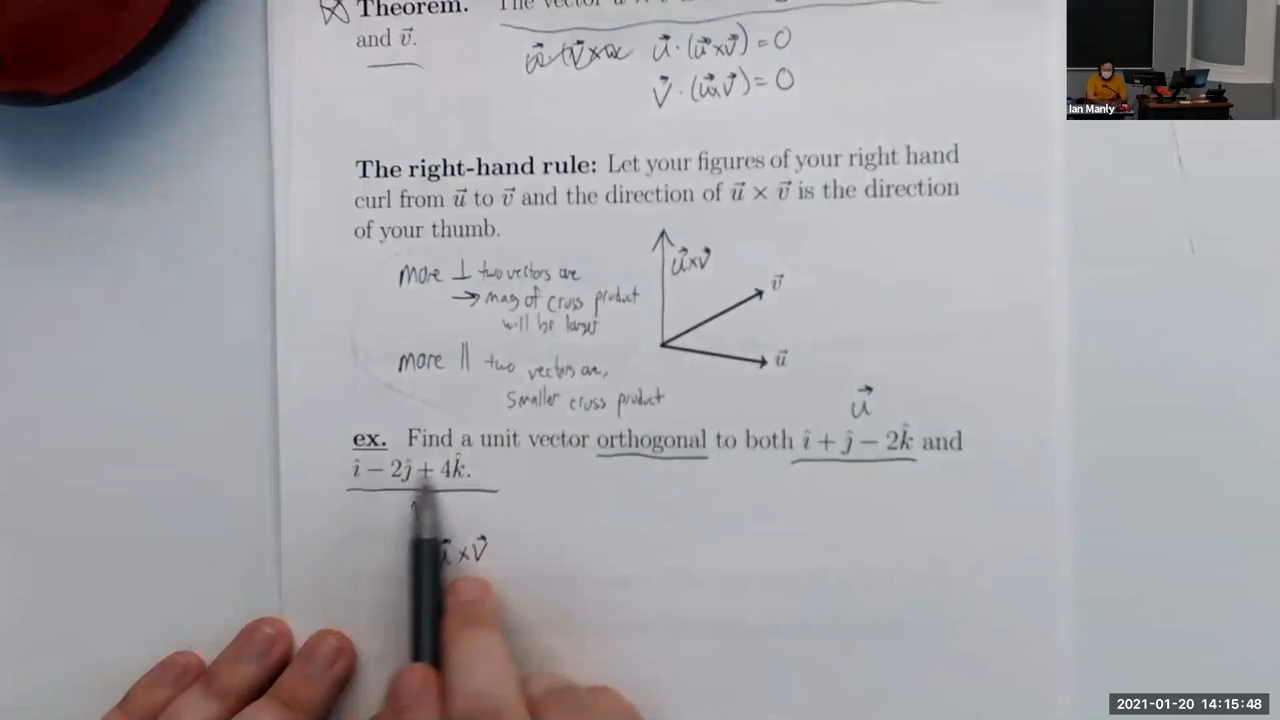 Theorem.
and v⃗.
u⃗ · (u⃗ × v⃗) = 0
v⃗ · (u⃗ × v⃗) = 0
Ian Manly
The right-hand rule: Let your figures of your right hand
curl from u⃗ to v⃗ and the direction of u⃗ × v⃗ is the direction
of your thumb.
more ⊥ two vectors are
→ mag of cross product
will be larger
more || two vectors are,
smaller cross product
u⃗ × v⃗
v⃗
u⃗
u⃗
ex. Find a unit vector orthogonal to both î + ĵ − 2k̂ and
î − 2ĵ + 4k̂.
× v⃗
2021-01-20 14:15:48